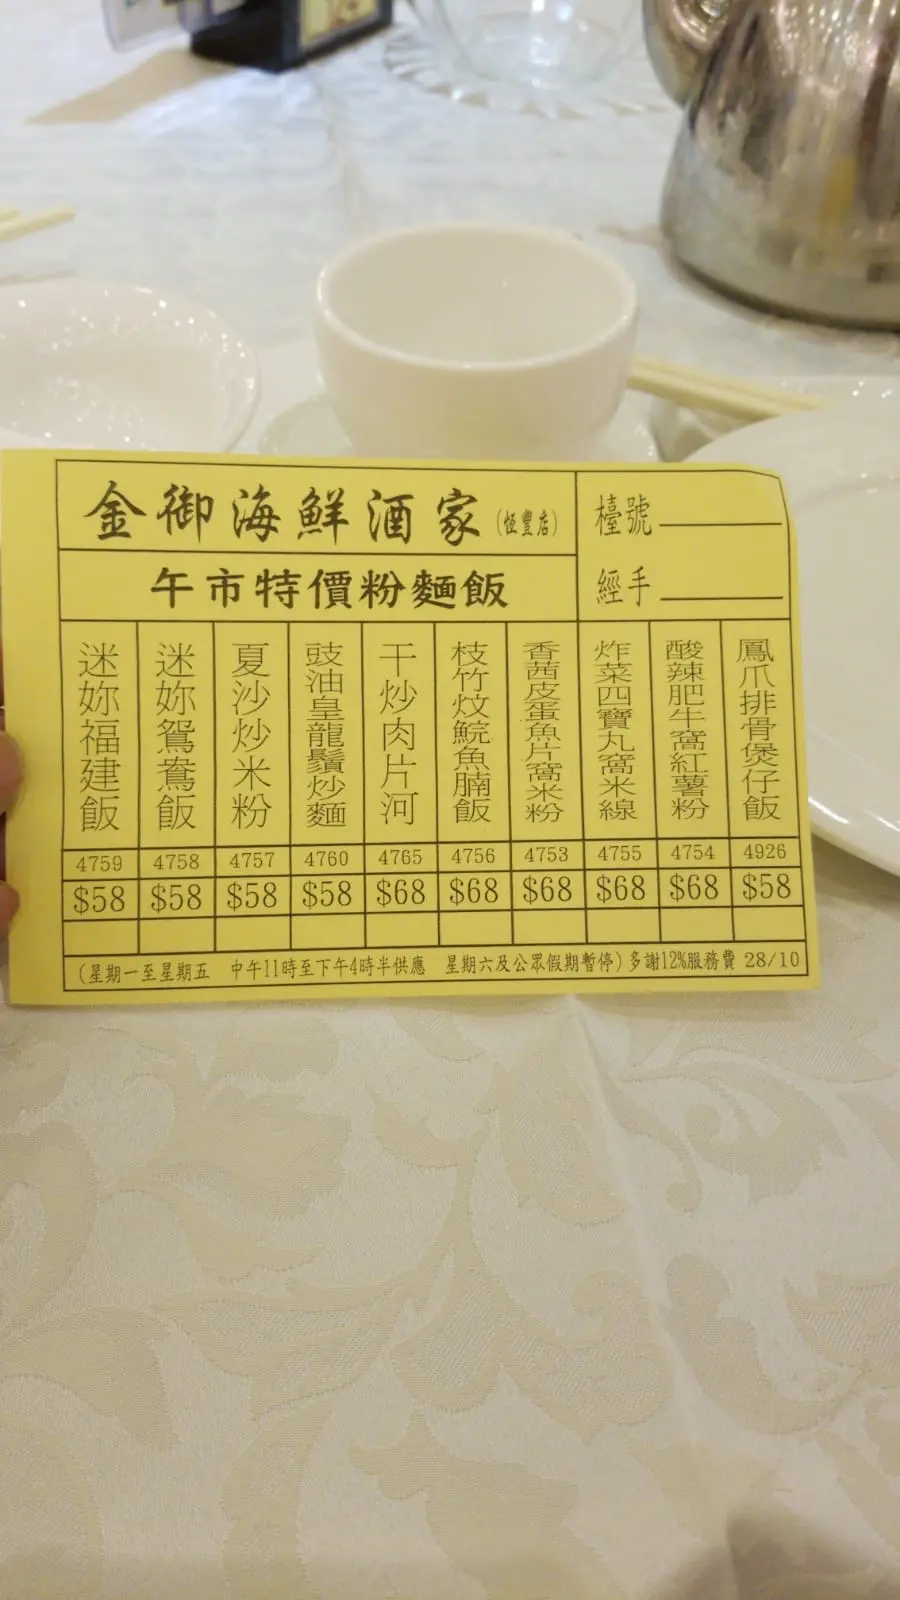 金御海鮮酒家(恆豐店)
檯號
經手
午市特價粉麵飯
鳳爪排骨煲仔飯
4926
$58
酸辣肥牛窩紅薯粉
4754
$68
炸菜四寶丸窩米線
4755
$68
香茜皮蛋魚片窩米粉
4753
$68
枝竹炆鯇魚腩飯
4756
$68
干炒肉片河
4765
$68
豉油皇龍鬚炒麵
4760
$58
夏沙炒米粉
4757
$58
迷妳鴛鴦飯
4758
$58
迷妳福建飯
4759
$58
(星期一至星期五 中午11時至下午4時半供應 星期六及公眾假期暫停)多謝12%服務費 28/10